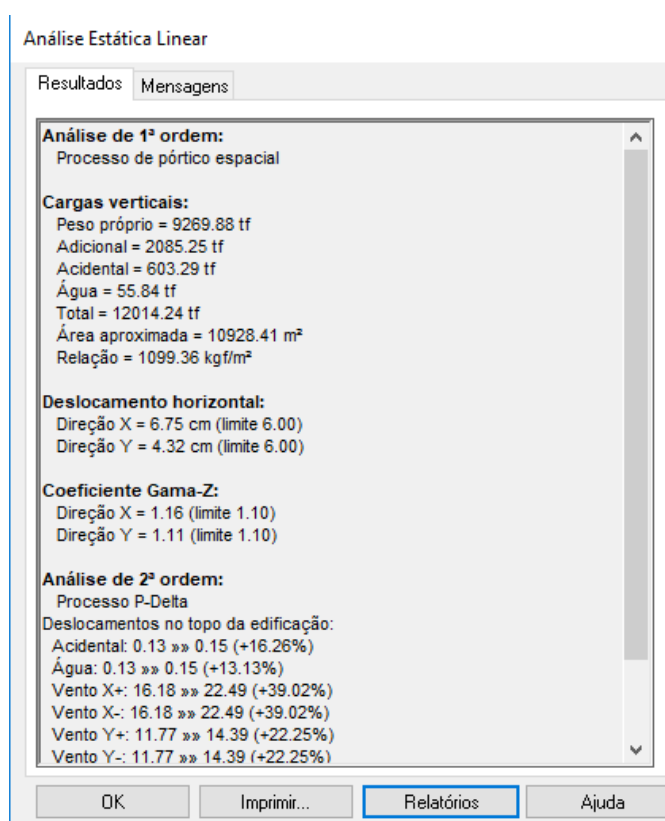 Análise Estática Linear
Resultados
Mensagens
Análise de 1ª ordem:
Processo de pórtico espacial
Cargas verticais:
Peso próprio = 9269.88 tf
Adicional = 2085.25 tf
Acidental = 603.29 tf
Água = 55.84 tf
Total = 12014.24 tf
Área aproximada = 10928.41 m²
Relação = 1099.36 kgf/m²
Deslocamento horizontal:
Direção X = 6.75 cm (limite 6.00)
Direção Y = 4.32 cm (limite 6.00)
Coeficiente Gama-Z:
Direção X = 1.16 (limite 1.10)
Direção Y = 1.11 (limite 1.10)
Análise de 2ª ordem:
Processo P-Delta
Deslocamentos no topo da edificação:
Acidental: 0.13 »» 0.15 (+16.26%)
Água: 0.13 »» 0.15 (+13.13%)
Vento X+: 16.18 »» 22.49 (+39.02%)
Vento X-: 16.18 »» 22.49 (+39.02%)
Vento Y+: 11.77 »» 14.39 (+22.25%)
Vento Y-: 11.77 »» 14.39 (+22.25%)
OK
Imprimir...
Relatórios
Ajuda